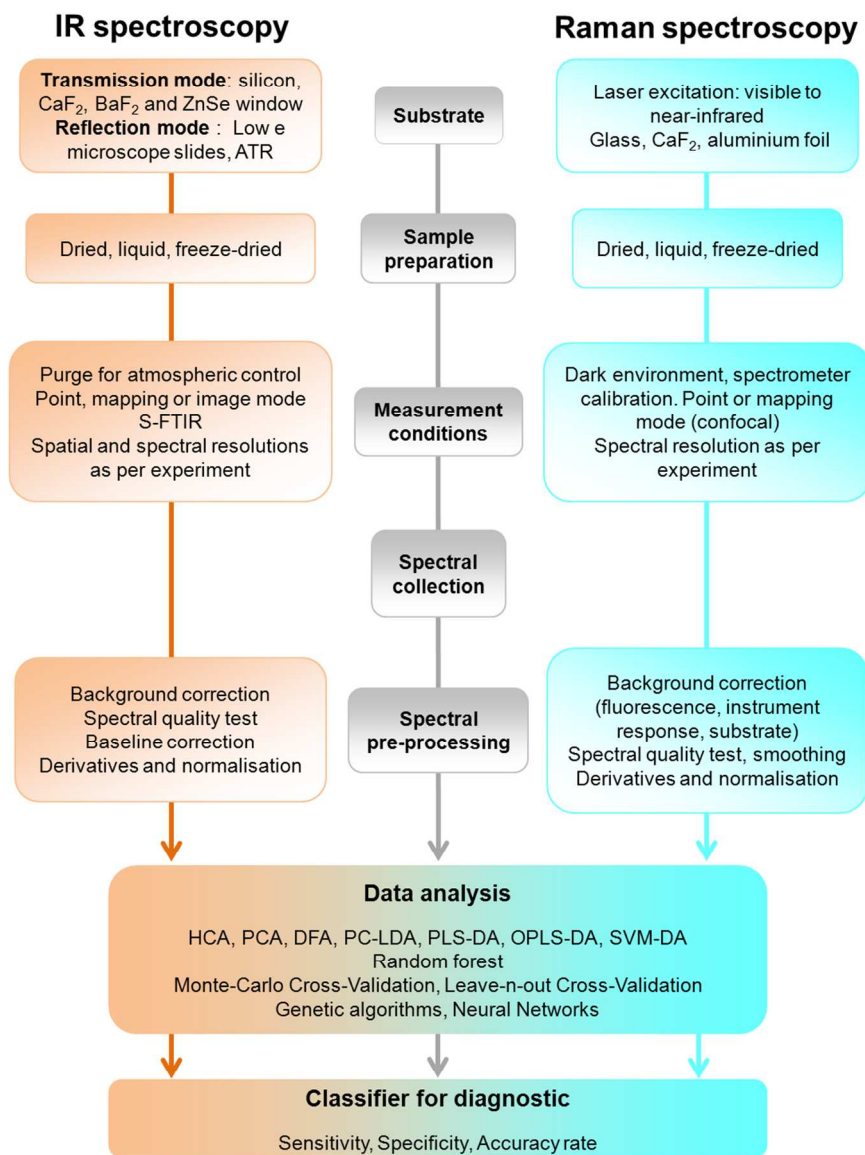 IR spectroscopy
Raman spectroscopy
Transmission mode: silicon,
CaF₂, BaF₂ and ZnSe window
Reflection mode : Low e
microscope slides, ATR
Substrate
Laser excitation: visible to
near-infrared
Glass, CaF₂, aluminium foil
Dried, liquid, freeze-dried
Sample
preparation
Dried, liquid, freeze-dried
Purge for atmospheric control
Point, mapping or image mode
S-FTIR
Spatial and spectral resolutions
as per experiment
Measurement
conditions
Dark environment, spectrometer
calibration. Point or mapping
mode (confocal)
Spectral resolution as per
experiment
Spectral
collection
Background correction
Spectral quality test
Baseline correction
Derivatives and normalisation
Spectral
pre-processing
Background correction
(fluorescence, instrument
response, substrate)
Spectral quality test, smoothing
Derivatives and normalisation
Data analysis
HCA, PCA, DFA, PC-LDA, PLS-DA, OPLS-DA, SVM-DA
Random forest
Monte-Carlo Cross-Validation, Leave-n-out Cross-Validation
Genetic algorithms, Neural Networks
Classifier for diagnostic
Sensitivity, Specificity, Accuracy rate